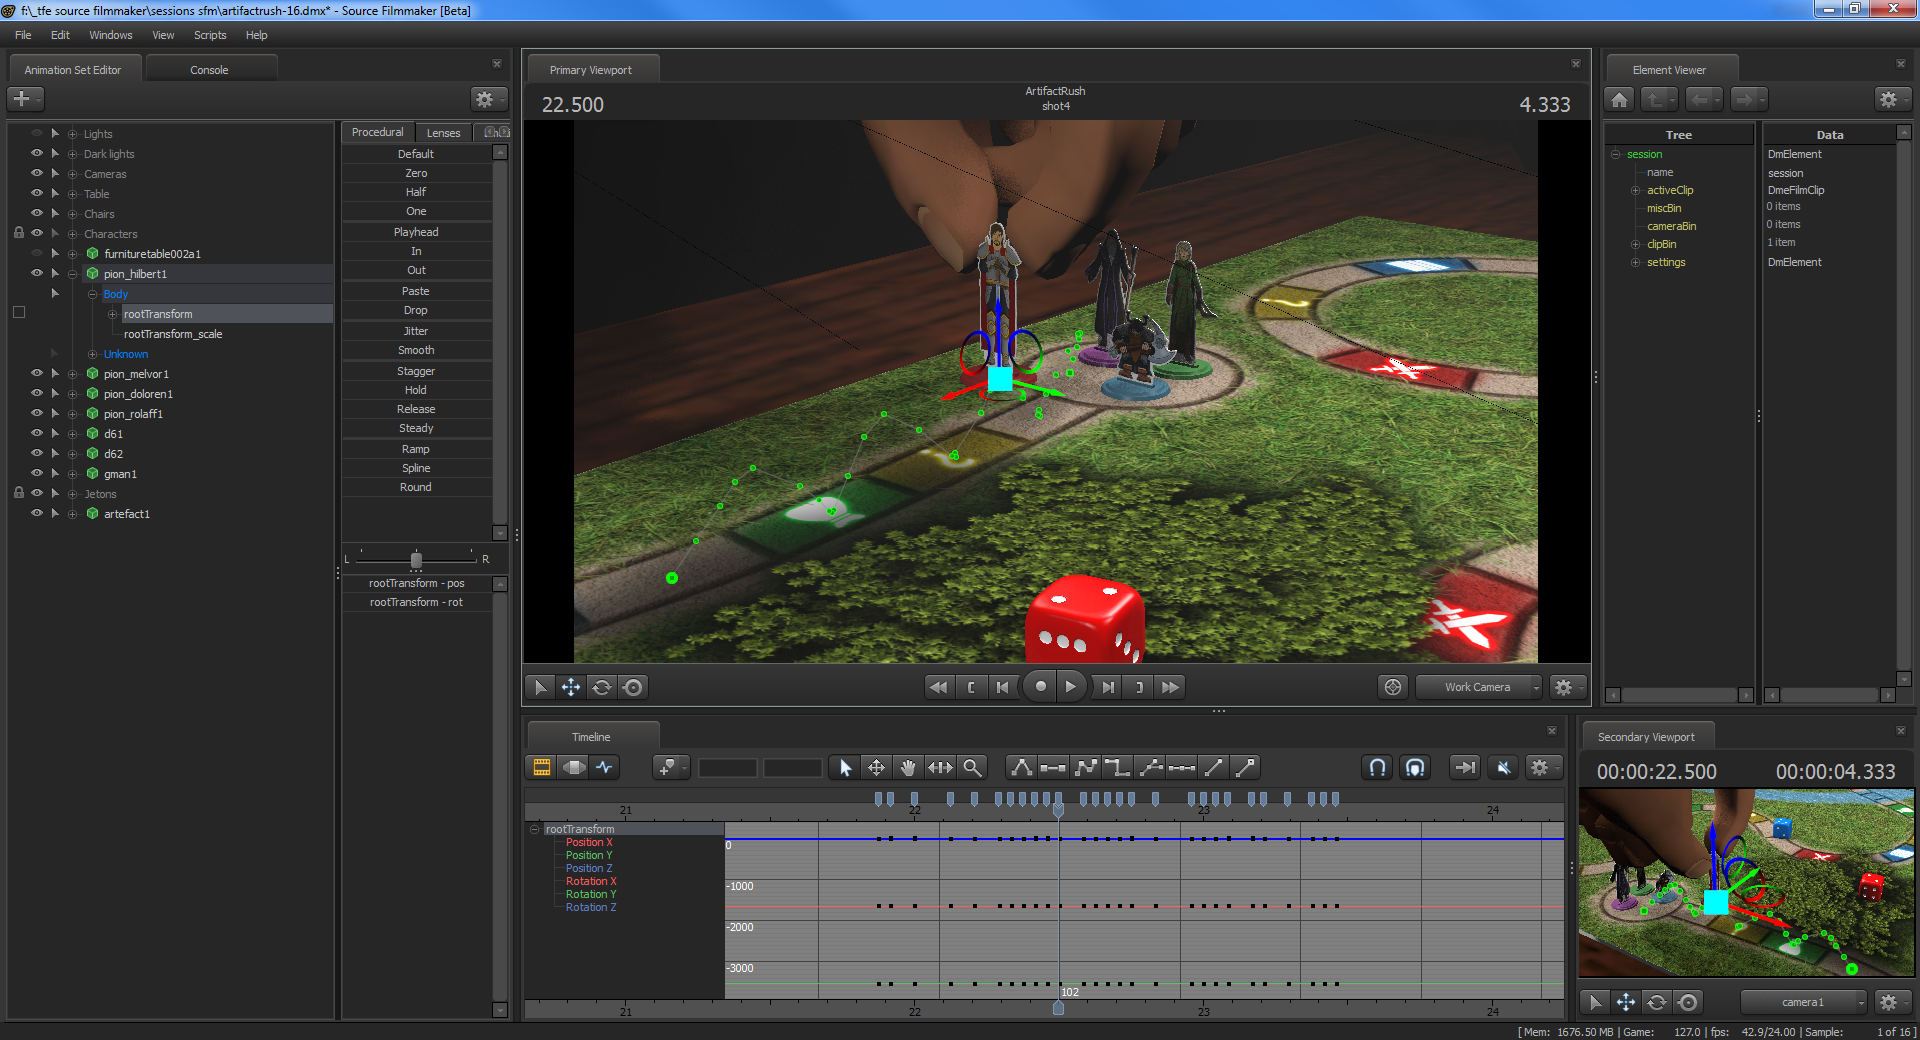 f:\_tfe source filmmaker\sessions sfm\artifactrush-16.dmx* - Source Filmmaker [Beta]
File Edit Windows View Scripts Help
Animation Set Editor Console
Lights
Dark lights
Cameras
Table
Chairs
Characters
furnituretable002a1
pion_hilbert1
Body
rootTransform
rootTransform_scale
Unknown
pion_melvor1
pion_doloren1
pion_rolaff1
d61
d62
gman1
Jetons
artefact1
Procedural Lenses
Default
Zero
Half
One
Playhead
In
Out
Paste
Drop
Jitter
Smooth
Stagger
Hold
Release
Steady
Ramp
Spline
Round
L R
rootTransform - pos
rootTransform - rot
Primary Viewport
22.500
ArtifactRush
shot4
4.333
Work Camera
Element Viewer
Tree Data
session DmElement
name session
activeClip DmeFilmClip
miscBin 0 items
cameraBin 0 items
clipBin 1 item
settings DmElement
Timeline
21 22 23 24
rootTransform
Position X
Position Y
Position Z
Rotation X
Rotation Y
Rotation Z
0
-1000
-2000
-3000
102
21 22 23 24
Secondary Viewport
00:00:22.500 00:00:04.333
camera1
[ Mem: 1676.50 MB | Game: 127.0 | fps: 42.9/24.00 | Sample: 1 of 16 ]